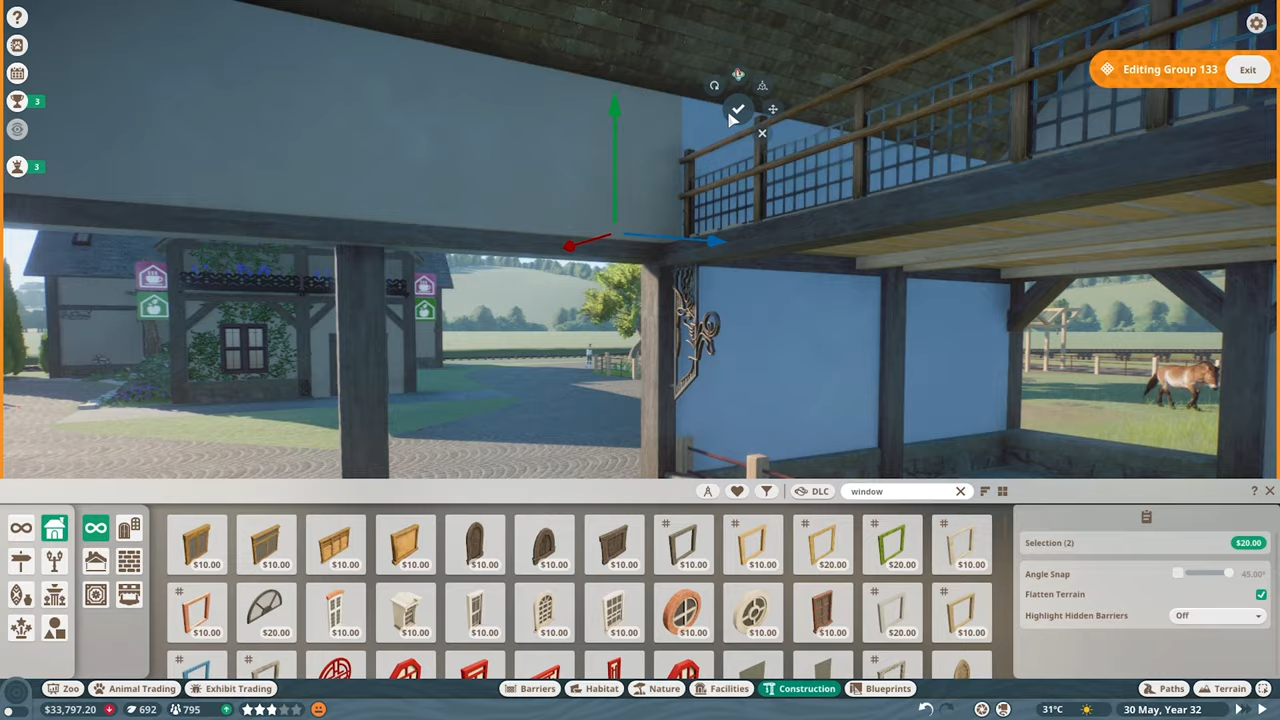 ?
Editing Group 133
Exit
3
3
DLC
window
?
$10.00 $10.00 $10.00 $10.00 $10.00 $10.00 $10.00 $10.00 $10.00 $20.00 $20.00 $10.00
$10.00 $20.00 $10.00 $10.00 $10.00 $10.00 $10.00 $10.00 $10.00 $10.00 $20.00 $10.00
Selection (2) $20.00
Angle Snap 45.00°
Flatten Terrain
Highlight Hidden Barriers Off
Zoo Animal Trading Exhibit Trading Barriers Habitat Nature Facilities Construction Blueprints Paths Terrain
$33,797.20 692 795 31°C 30 May, Year 32